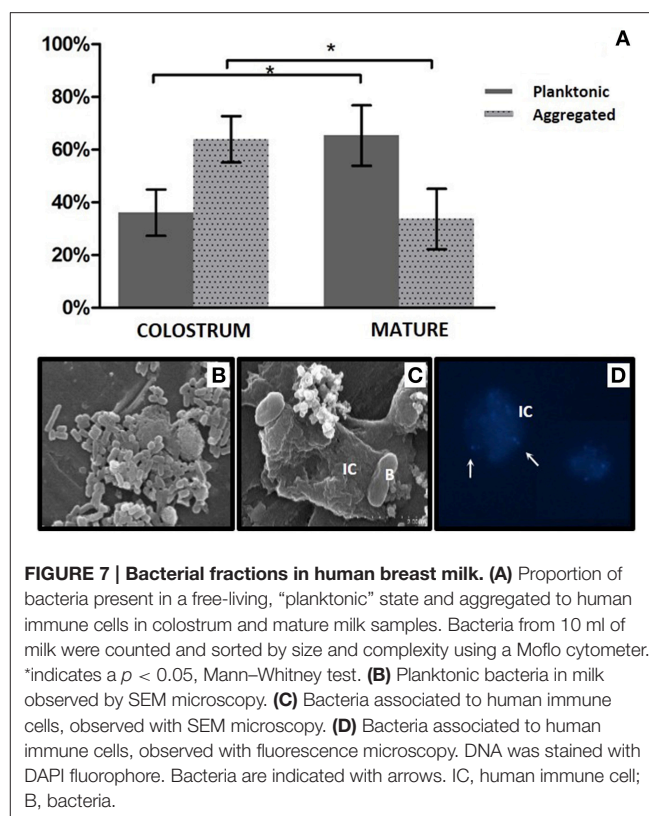 A
*
*
100%
80%
60%
40%
20%
0%
Planktonic
Aggregated
COLOSTRUM MATURE
B
C
D
IC
B
IC
FIGURE 7 | Bacterial fractions in human breast milk. (A) Proportion of
bacteria present in a free-living, “planktonic” state and aggregated to human
immune cells in colostrum and mature milk samples. Bacteria from 10 ml of
milk were counted and sorted by size and complexity using a Moflo cytometer.
*indicates a p < 0.05, Mann–Whitney test. (B) Planktonic bacteria in milk
observed by SEM microscopy. (C) Bacteria associated to human immune
cells, observed with SEM microscopy. (D) Bacteria associated to human
immune cells, observed with fluorescence microscopy. DNA was stained with
DAPI fluorophore. Bacteria are indicated with arrows. IC, human immune cell;
B, bacteria.